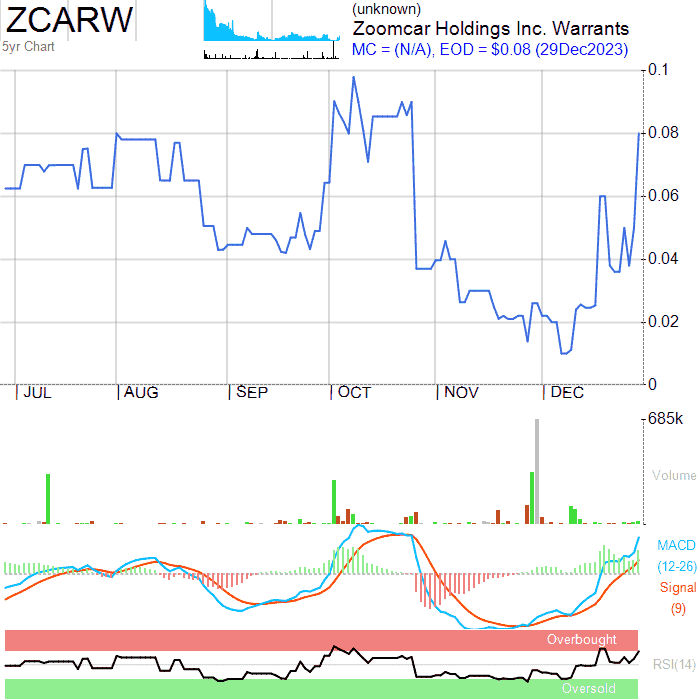 ZCARW
5yr Chart
(unknown)
Zoomcar Holdings Inc. Warrants
MC = (N/A), EOD = $0.08 (29Dec2023)
0.1
0.08
0.06
0.04
0.02
0
JUL AUG SEP OCT NOV DEC
685k
Volume
MACD
(12-26)
Signal
(9)
Overbought
RSI(14)
Oversold